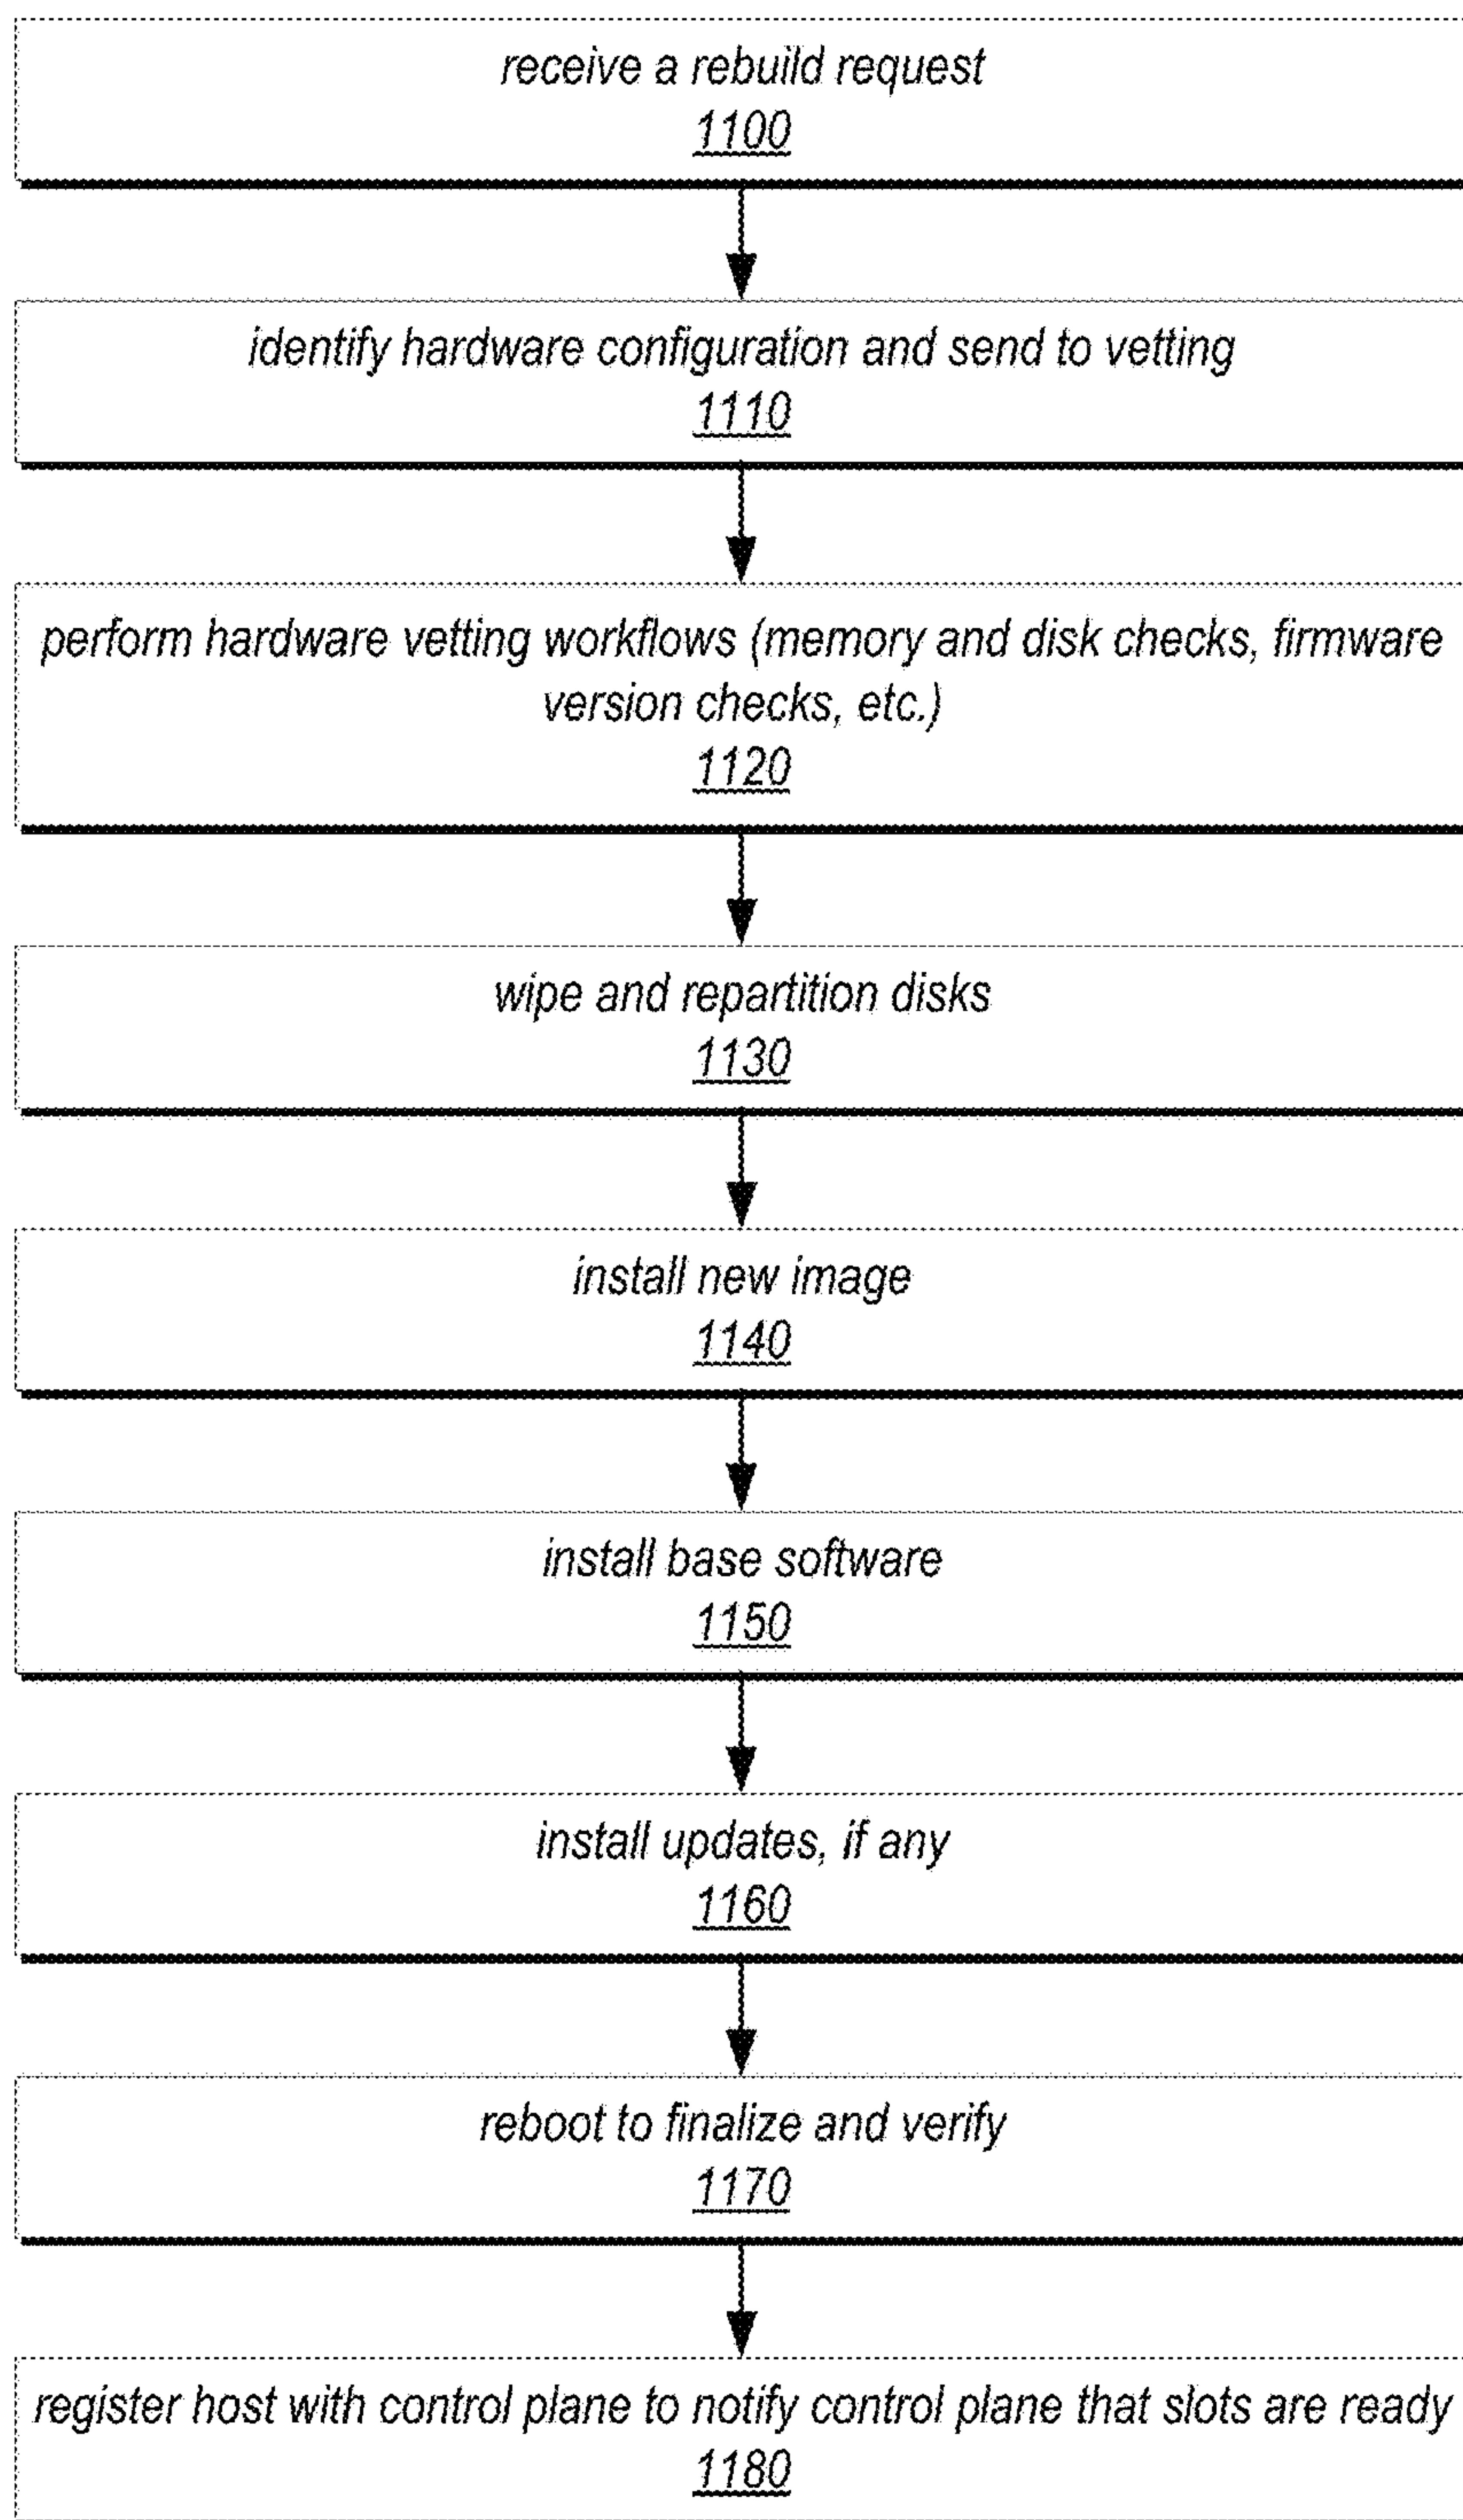 receive a rebuild request
1100
identify hardware configuration and send to vetting
1110
perform hardware vetting workflows (memory and disk checks, firmware
version checks, etc.)
1120
wipe and repartition disks
1130
install new image
1140
install base software
1150
install updates, if any
1160
reboot to finalize and verify
1170
register host with control plane to notify control plane that slots are ready
1180